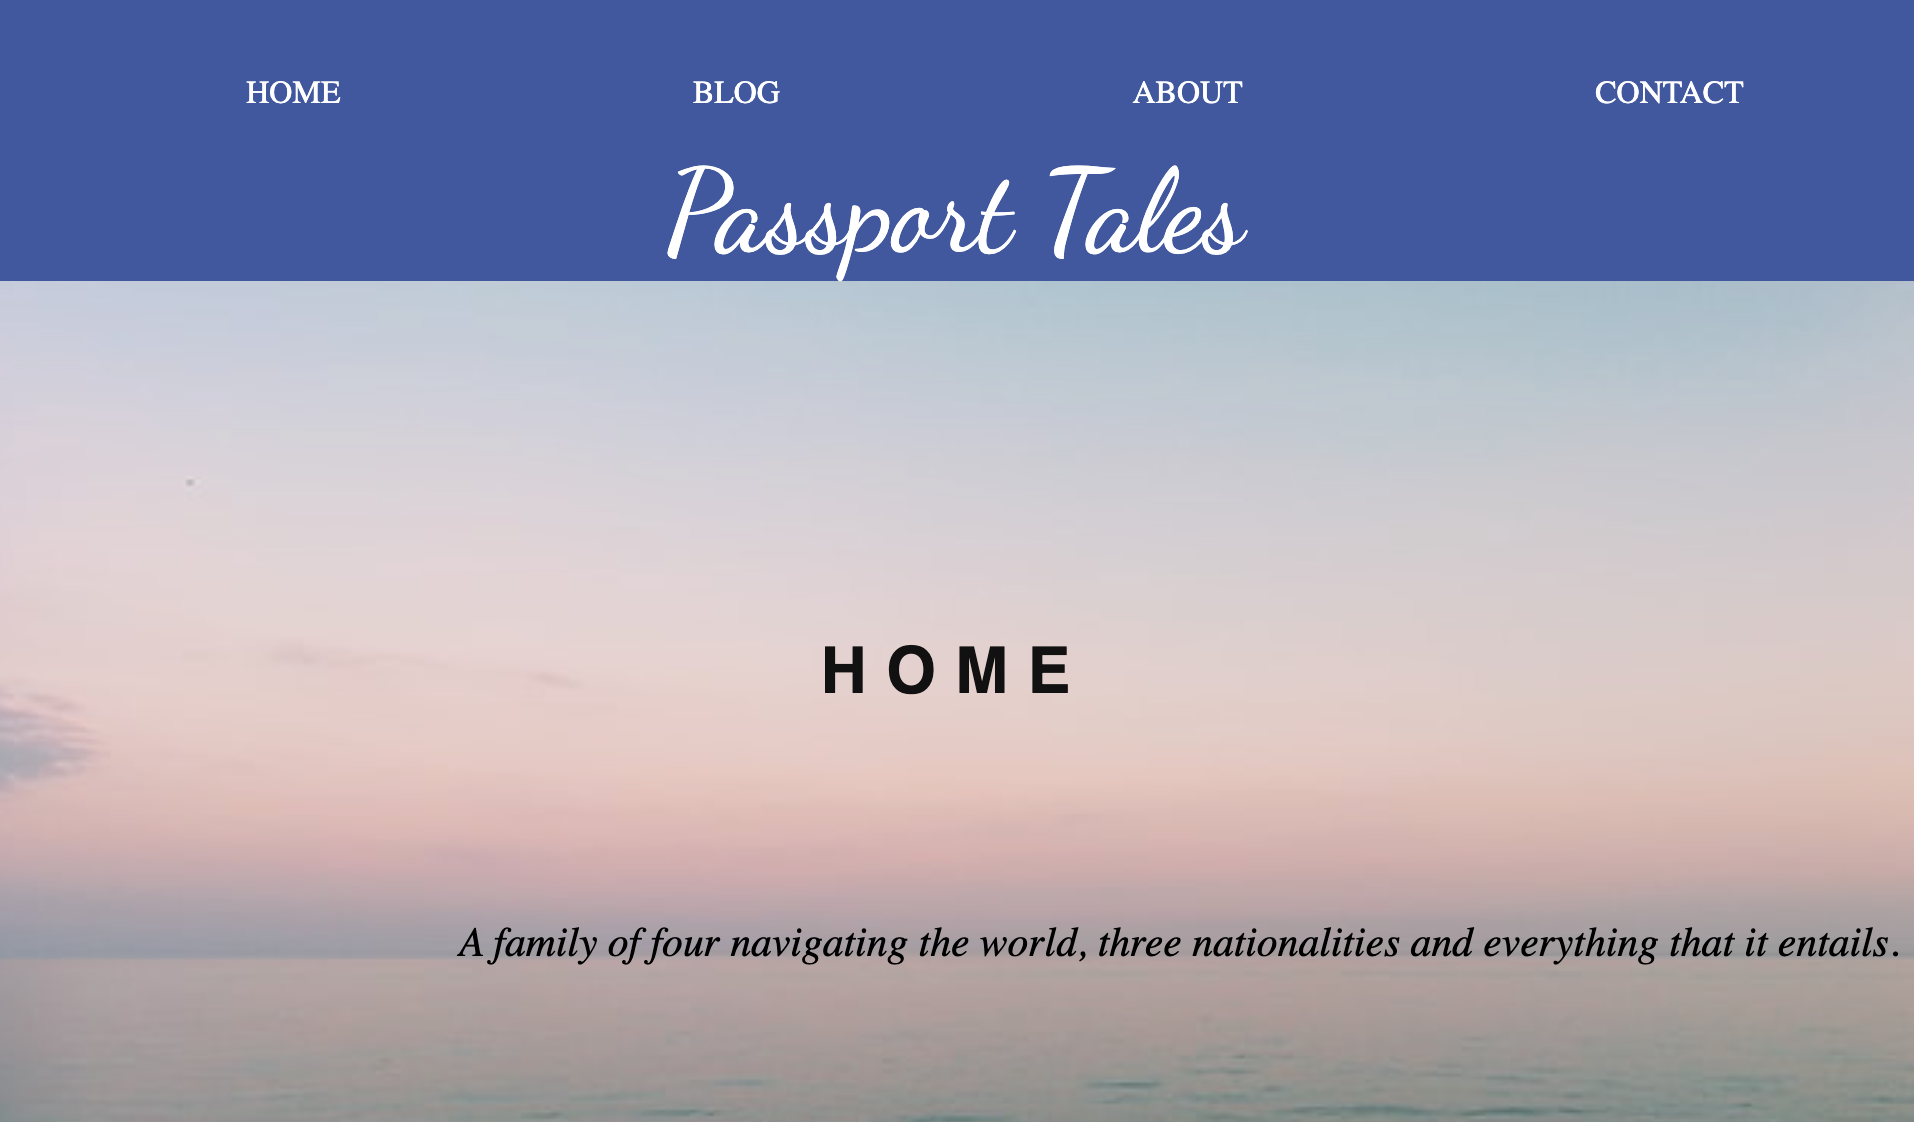 HOME BLOG ABOUT CONTACT
Passport Tales
HOME
A family of four navigating the world, three nationalities and everything that it entails.